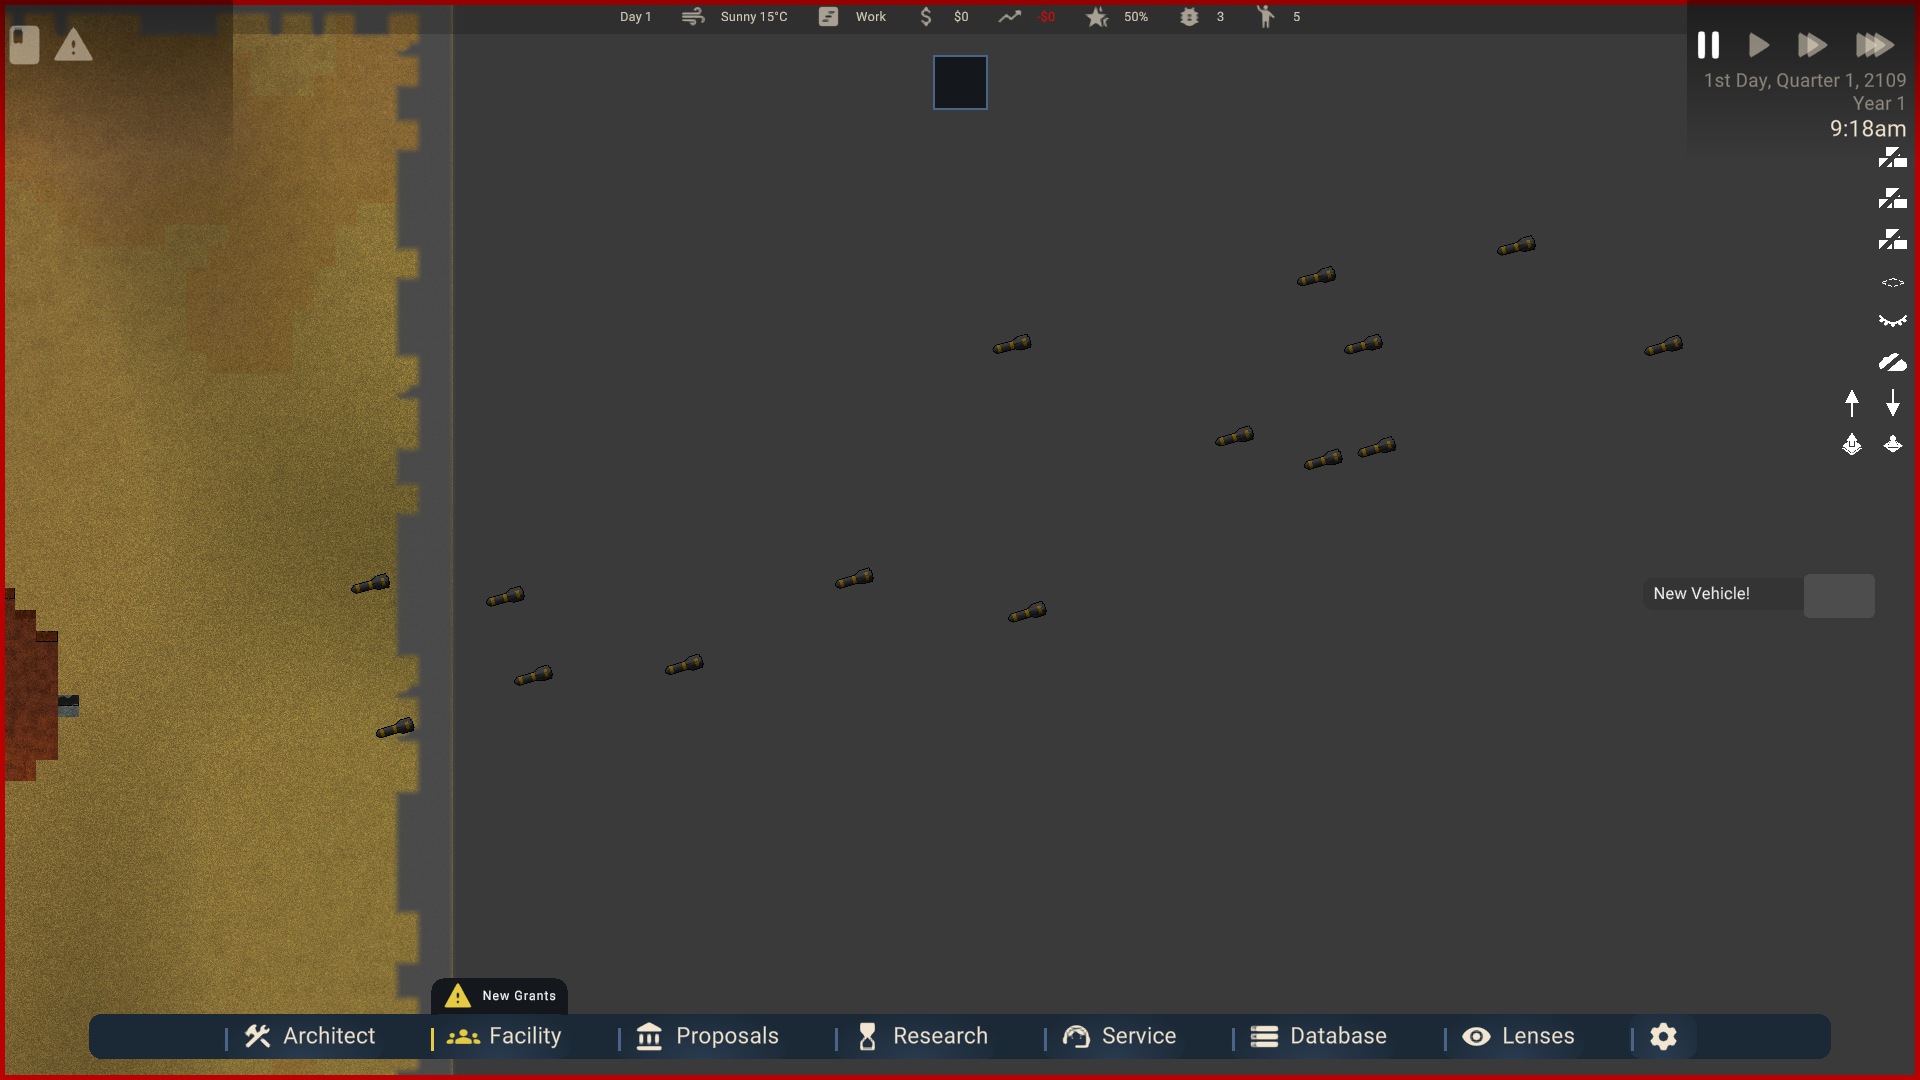 Day 1
Sunny 15°C
Work
$0
-$0
50%
3
5
1st Day, Quarter 1, 2109
Year 1
9:18am
New Vehicle!
New Grants
Architect
Facility
Proposals
Research
Service
Database
Lenses